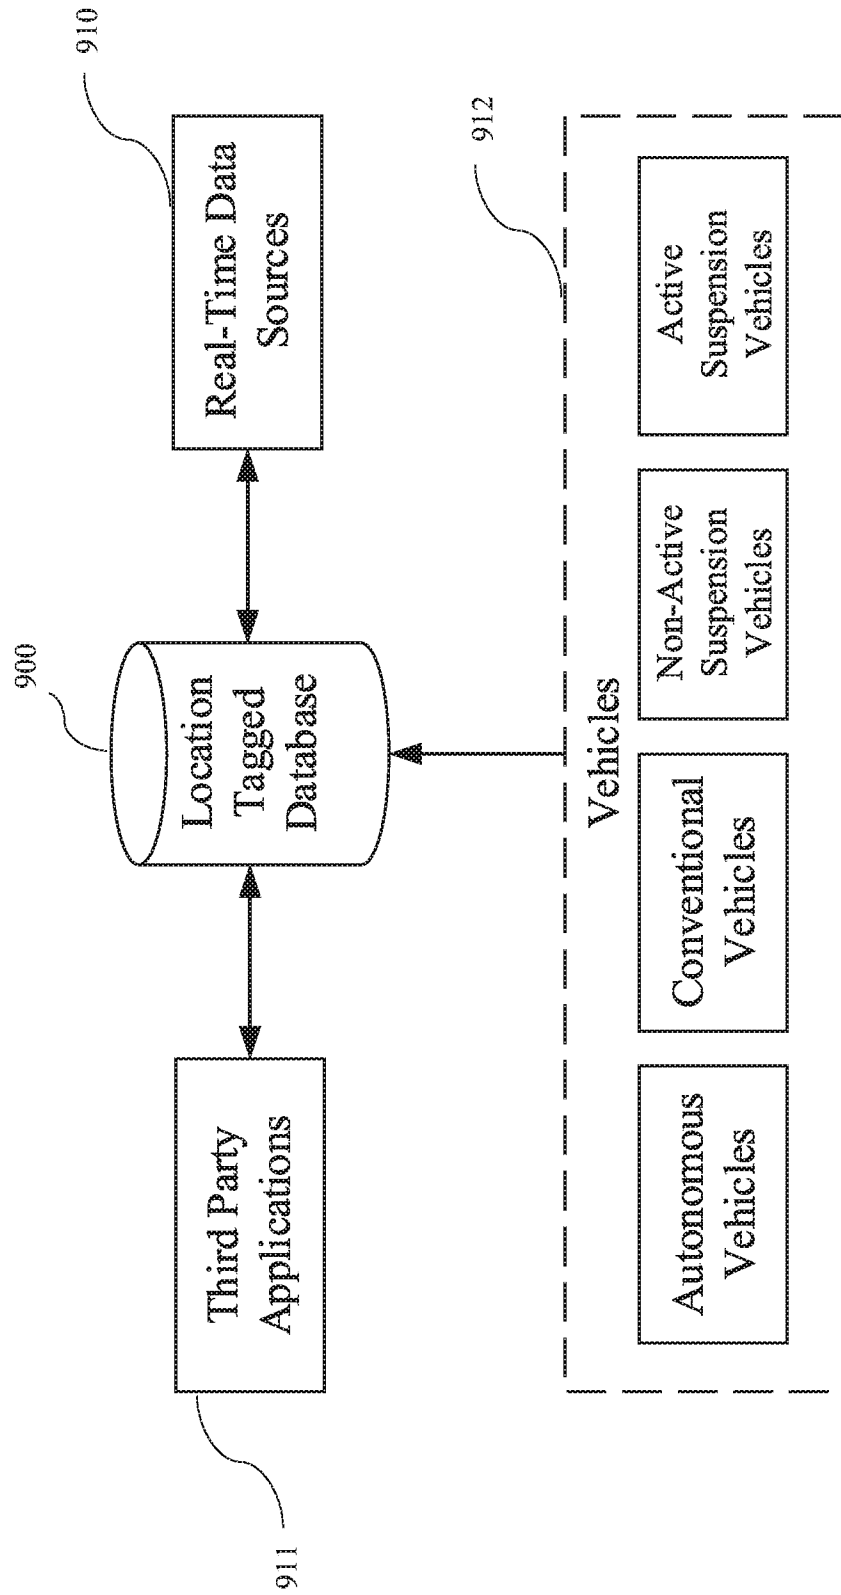 900
910
Third Party
Applications
Location
Tagged
Database
Real-Time Data
Sources
911
912
Vehicles
Autonomous
Vehicles
Conventional
Vehicles
Non-Active
Suspension
Vehicles
Active
Suspension
Vehicles